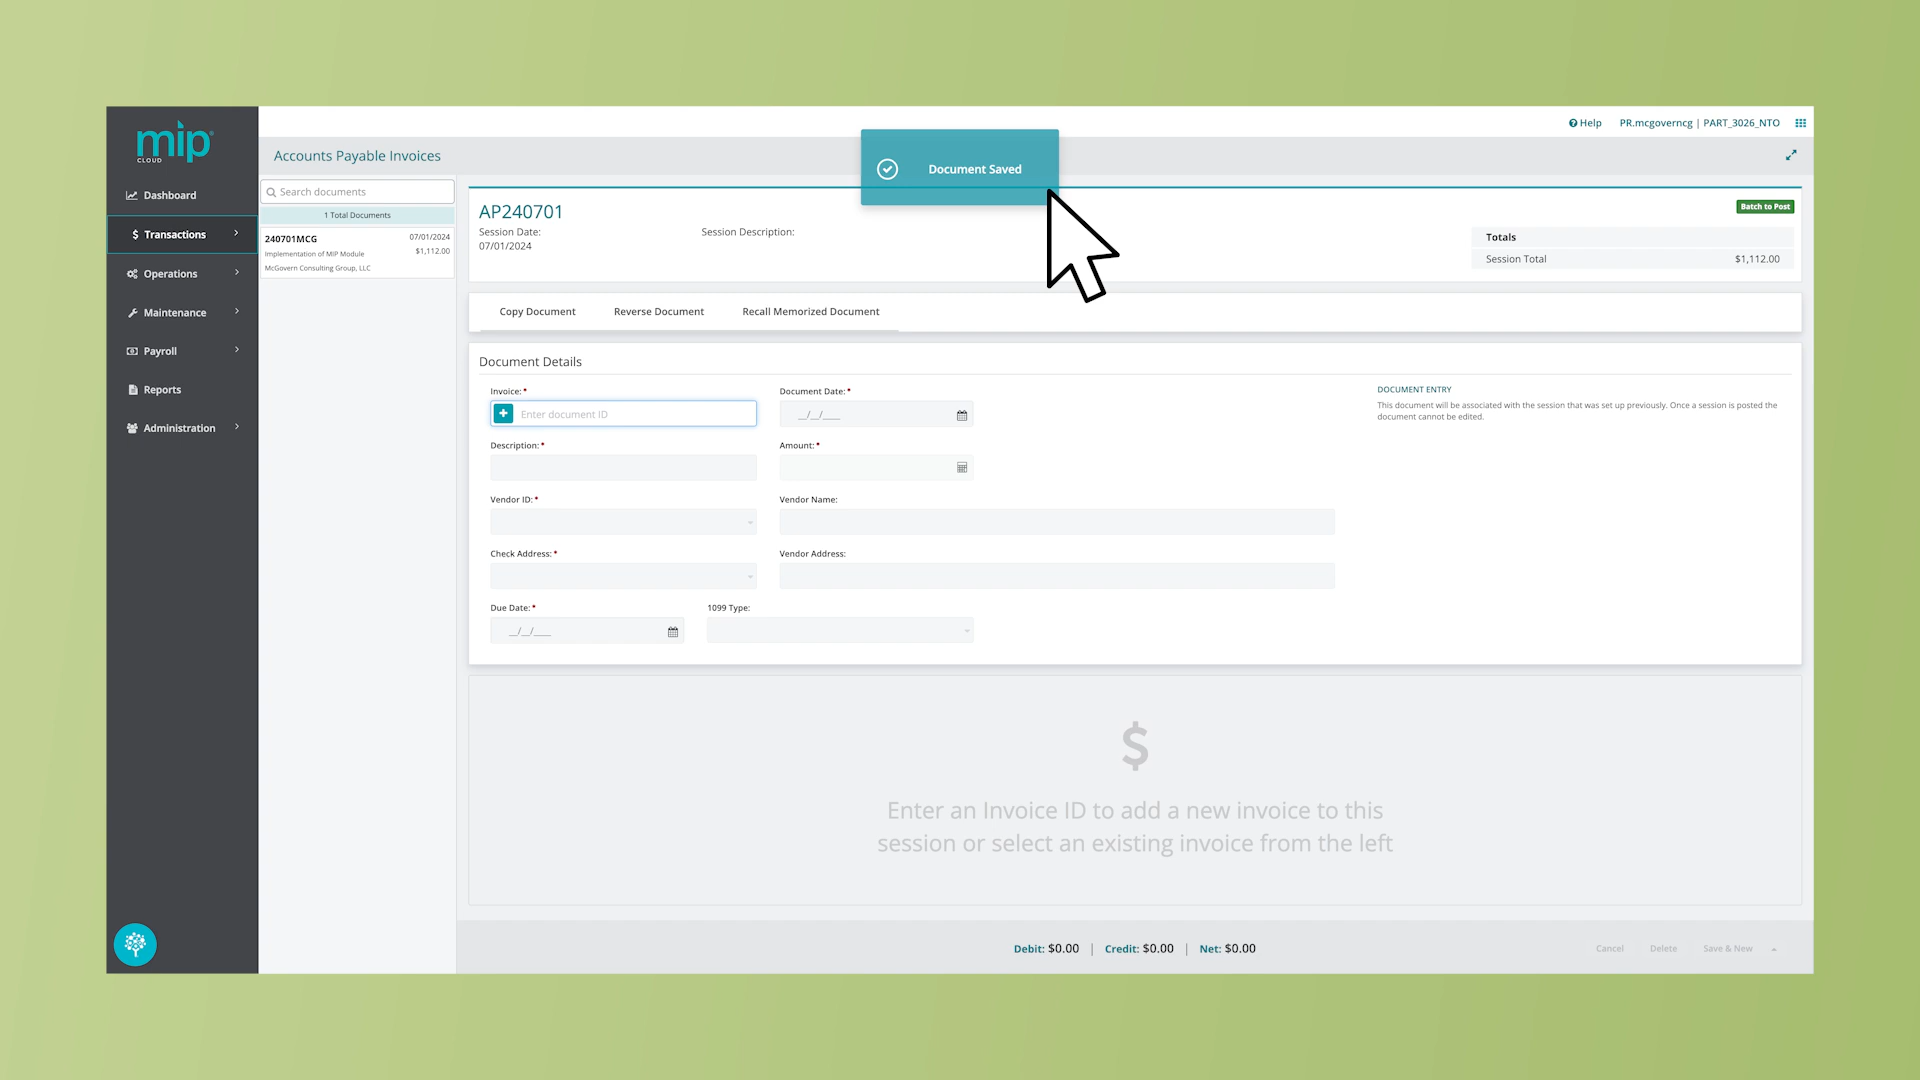 mip
CLOUD
Help
PR.mcgoverncg | PART_3026_NTO
Accounts Payable Invoices
Document Saved
Dashboard
Transactions
Operations
Maintenance
Payroll
Reports
Administration
Search documents
1 Total Documents
240701MCG
07/01/2024
Implementation of MIP Module
$1,112.00
McGovern Consulting Group, LLC
AP240701
Session Date:
07/01/2024
Session Description:
Batch to Post
Totals
Session Total
$1,112.00
Copy Document
Reverse Document
Recall Memorized Document
Document Details
Invoice: *
Enter document ID
Document Date: *
__/__/____
Description: *
Amount: *
Vendor ID: *
Vendor Name:
Check Address: *
Vendor Address:
Due Date: *
__/__/____
1099 Type:
DOCUMENT ENTRY
This document will be associated with the session that was set up previously. Once a session is posted the
document cannot be edited.
$
Enter an Invoice ID to add a new invoice to this
session or select an existing invoice from the left
Debit: $0.00 | Credit: $0.00 | Net: $0.00
Cancel
Delete
Save & New